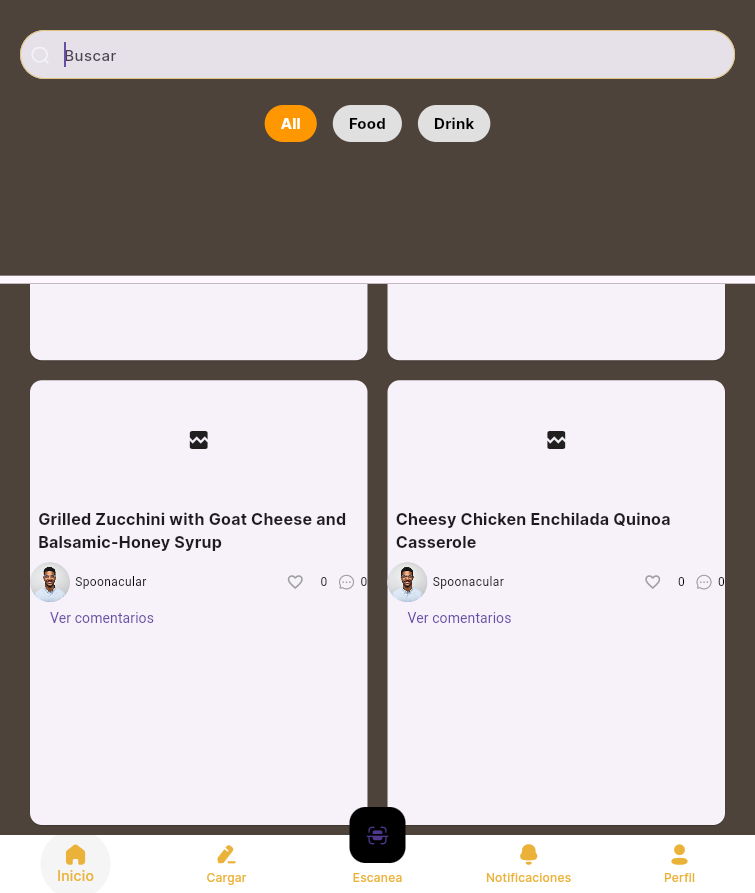 Buscar
All
Food
Drink
Grilled Zucchini with Goat Cheese and
Balsamic-Honey Syrup
Spoonacular
0
0
Ver comentarios
Cheesy Chicken Enchilada Quinoa
Casserole
Spoonacular
0
0
Ver comentarios
Inicio
Cargar
Escanea
Notificaciones
Perfil